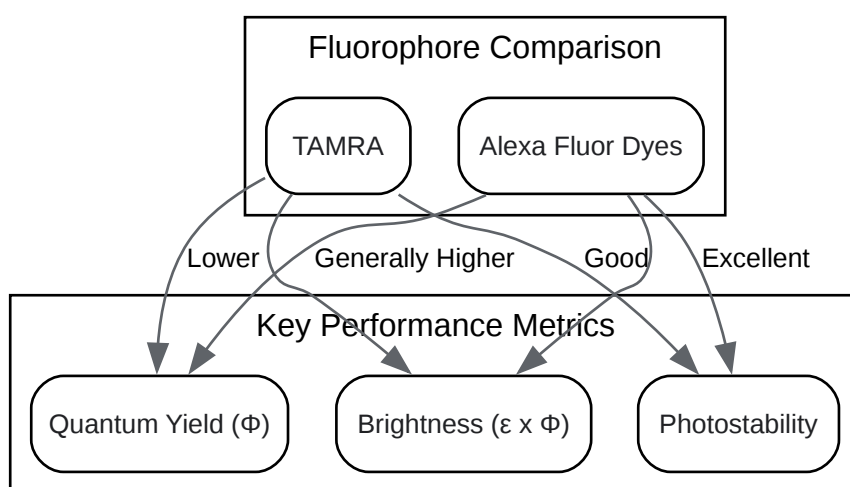 Fluorophore Comparison
TAMRA
Alexa Fluor Dyes
Lower
Generally Higher
Good
Excellent
Key Performance Metrics
Quantum Yield (Φ)
Brightness (ε x Φ)
Photostability